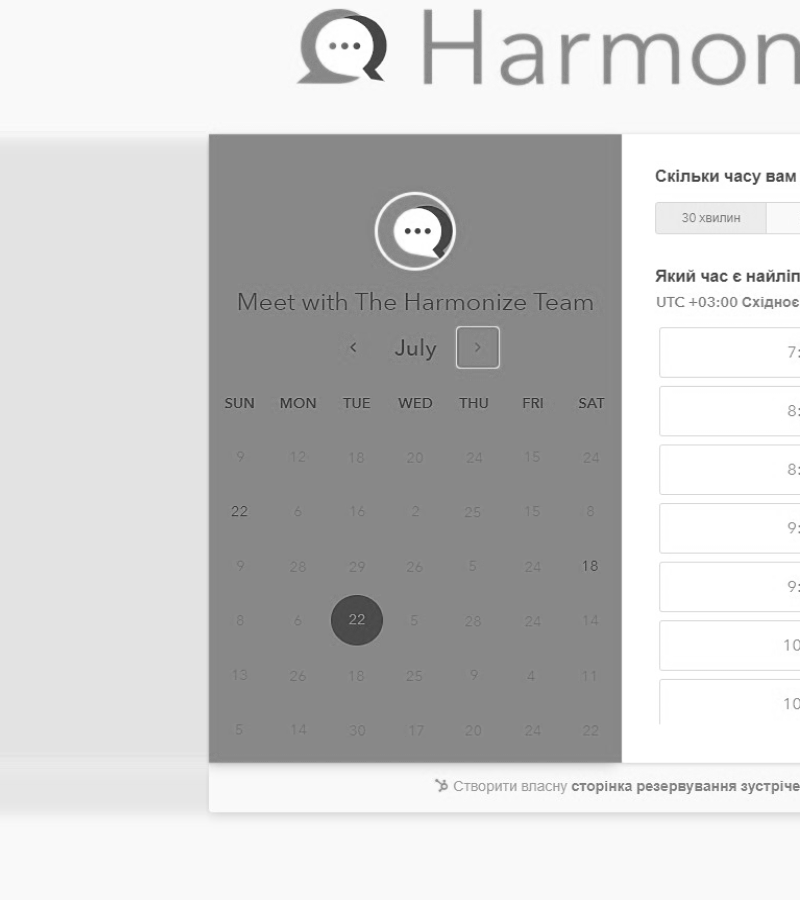 Harmon
Meet with The Harmonize Team
July
SUN MON TUE WED THU FRI SAT
9 12 18 20 24 15 24
22 6 16 2 25 15 8
9 28 29 26 5 24 18
8 6 22 5 28 24 14
13 26 18 25 9 4 11
5 14 30 17 20 24 22
Скільки часу вам
30 хвилин
Який час є найліп
UTC +03:00 Східноє
7:
8:
8:
9:
9:
10
10
Створити власну сторінка резервування зустріче